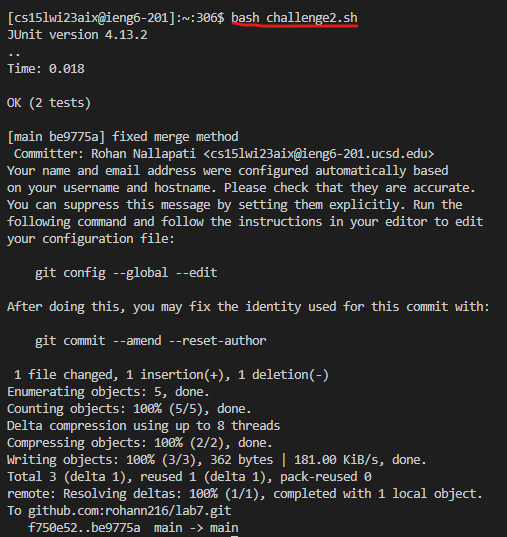 [cs15lwi23aix@ieng6-201]:~:306$ bash challenge2.sh
JUnit version 4.13.2
..
Time: 0.018
OK (2 tests)
[main be9775a] fixed merge method
Committer: Rohan Nallapati <cs15lwi23aix@ieng6-201.ucsd.edu>
Your name and email address were configured automatically based
on your username and hostname. Please check that they are accurate.
You can suppress this message by setting them explicitly. Run the
following command and follow the instructions in your editor to edit
your configuration file:
git config --global --edit
After doing this, you may fix the identity used for this commit with:
git commit --amend --reset-author
1 file changed, 1 insertion(+), 1 deletion(-)
Enumerating objects: 5, done.
Counting objects: 100% (5/5), done.
Delta compression using up to 8 threads
Compressing objects: 100% (2/2), done.
Writing objects: 100% (3/3), 362 bytes | 181.00 KiB/s, done.
Total 3 (delta 1), reused 1 (delta 1), pack-reused 0
remote: Resolving deltas: 100% (1/1), completed with 1 local object.
To github.com:rohann216/lab7.git
f750e52..be9775a  main -> main